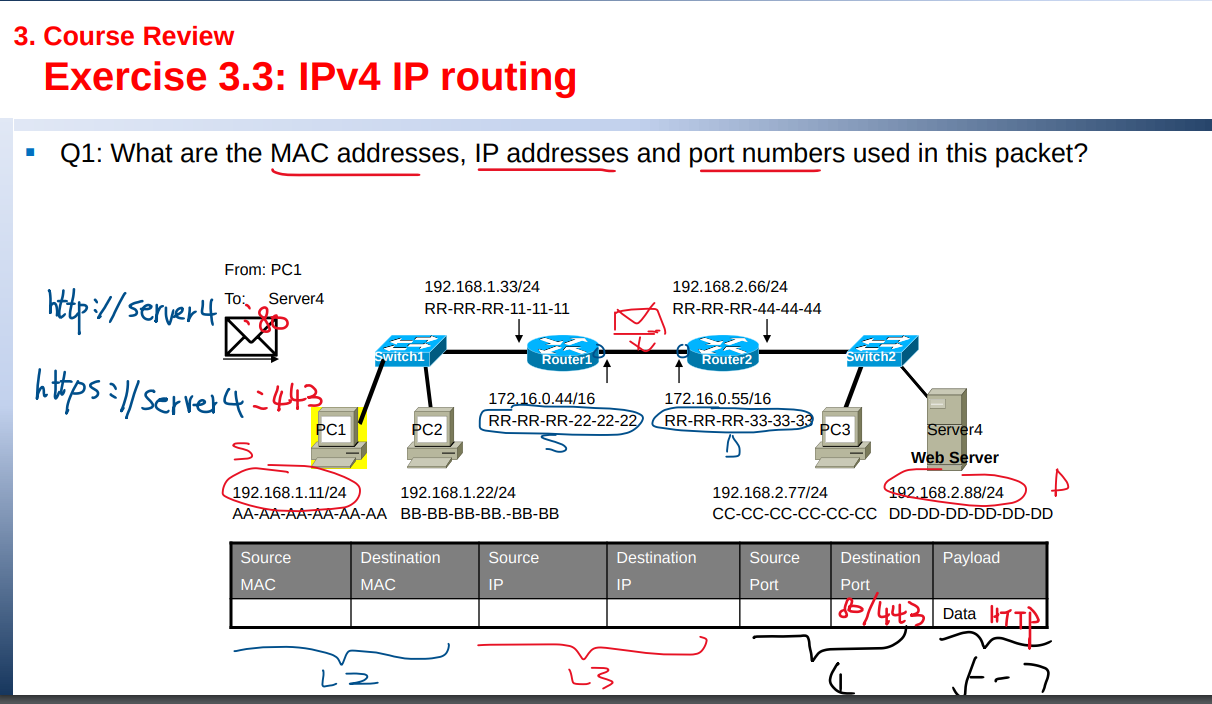 3. Course Review
Exercise 3.3: IPv4 IP routing
Q1: What are the MAC addresses, IP addresses and port numbers used in this packet?
From: PC1
To: Server4
http://server4 :80
https://server4 :443
192.168.1.33/24
RR-RR-RR-11-11-11
192.168.2.66/24
RR-RR-RR-44-44-44
Switch1
Router1
Router2
Switch2
172.16.0.44/16
RR-RR-RR-22-22-22
S
172.16.0.55/16
RR-RR-RR-33-33-33
D
PC1
PC2
PC3
Server4
Web Server
S
192.168.1.11/24
AA-AA-AA-AA-AA-AA
192.168.1.22/24
BB-BB-BB-BB.-BB-BB
192.168.2.77/24
CC-CC-CC-CC-CC-CC
192.168.2.88/24
DD-DD-DD-DD-DD-DD
D
Source MAC
Destination MAC
Source IP
Destination IP
Source Port
Destination Port
Payload
80/443
Data HTTP
L2
L3